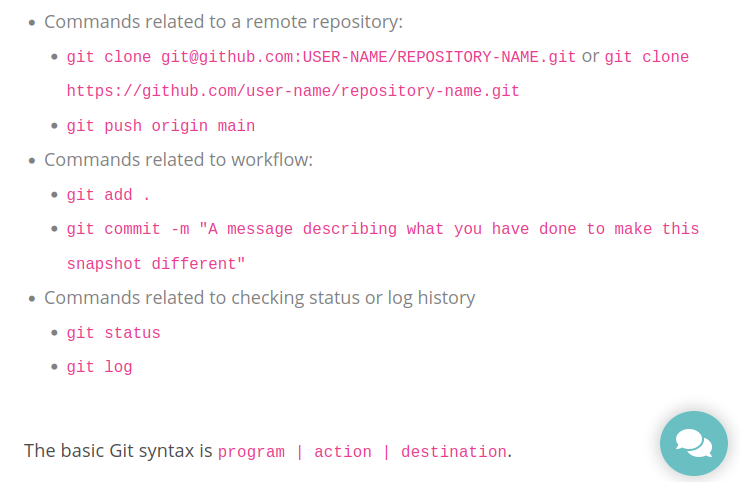 Commands related to a remote repository:
git clone git@github.com:USER-NAME/REPOSITORY-NAME.git or git clone
https://github.com/user-name/repository-name.git
git push origin main
Commands related to workflow:
git add .
git commit -m "A message describing what you have done to make this
snapshot different"
Commands related to checking status or log history
git status
git log
The basic Git syntax is program | action | destination.